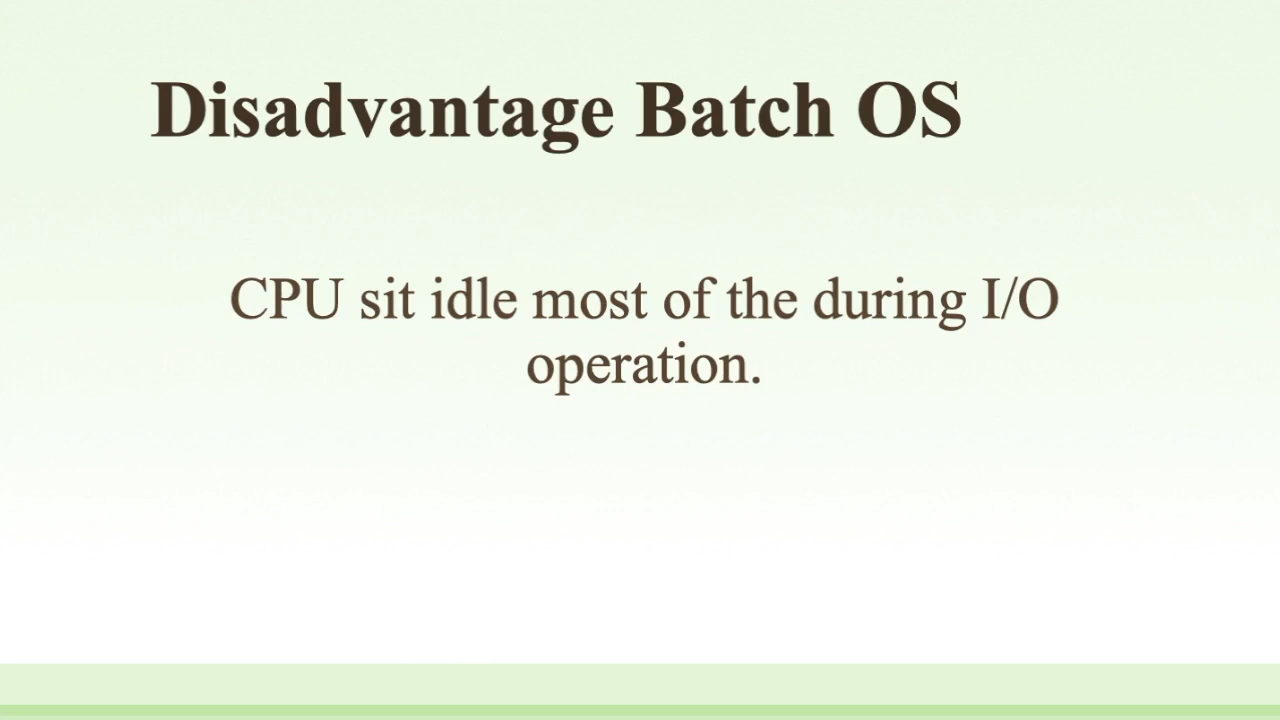 Disadvantage Batch OS
CPU sit idle most of the during I/O
operation.